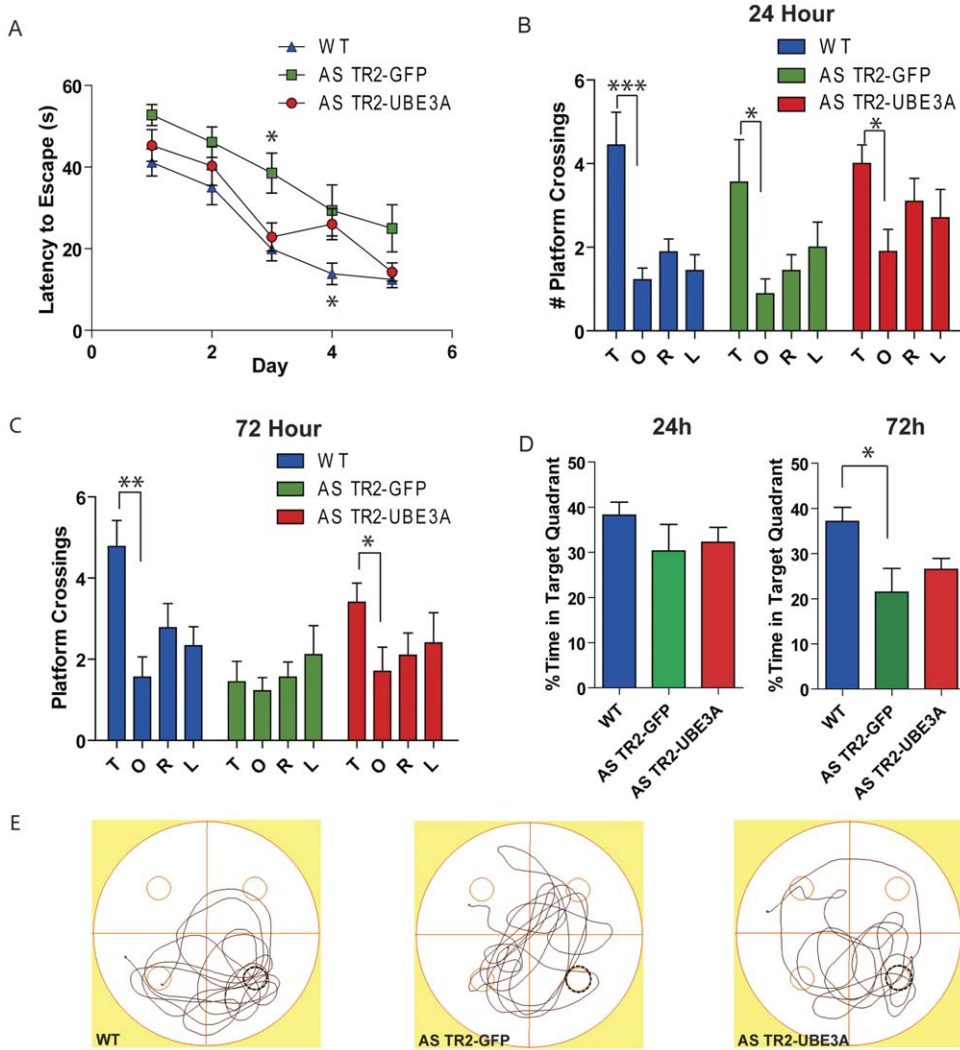 A
WT
AS TR2-GFP
AS TR2-UBE3A
Latency to Escape (s)
60
40
20
0
*
*
0 2 4 6
Day
B
24 Hour
WT
AS TR2-GFP
AS TR2-UBE3A
# Platform Crossings
6
4
2
0
*** * *
T O R L T O R L T O R L
C
72 Hour
WT
AS TR2-GFP
AS TR2-UBE3A
Platform Crossings
6
4
2
0
** *
T O R L T O R L T O R L
D
24h
% Time in Target Quadrant
50
40
30
20
10
0
WT
AS TR2-GFP
AS TR2-UBE3A
72h
% Time in Target Quadrant
50
40
30
20
10
0
*
WT
AS TR2-GFP
AS TR2-UBE3A
E
WT
AS TR2-GFP
AS TR2-UBE3A